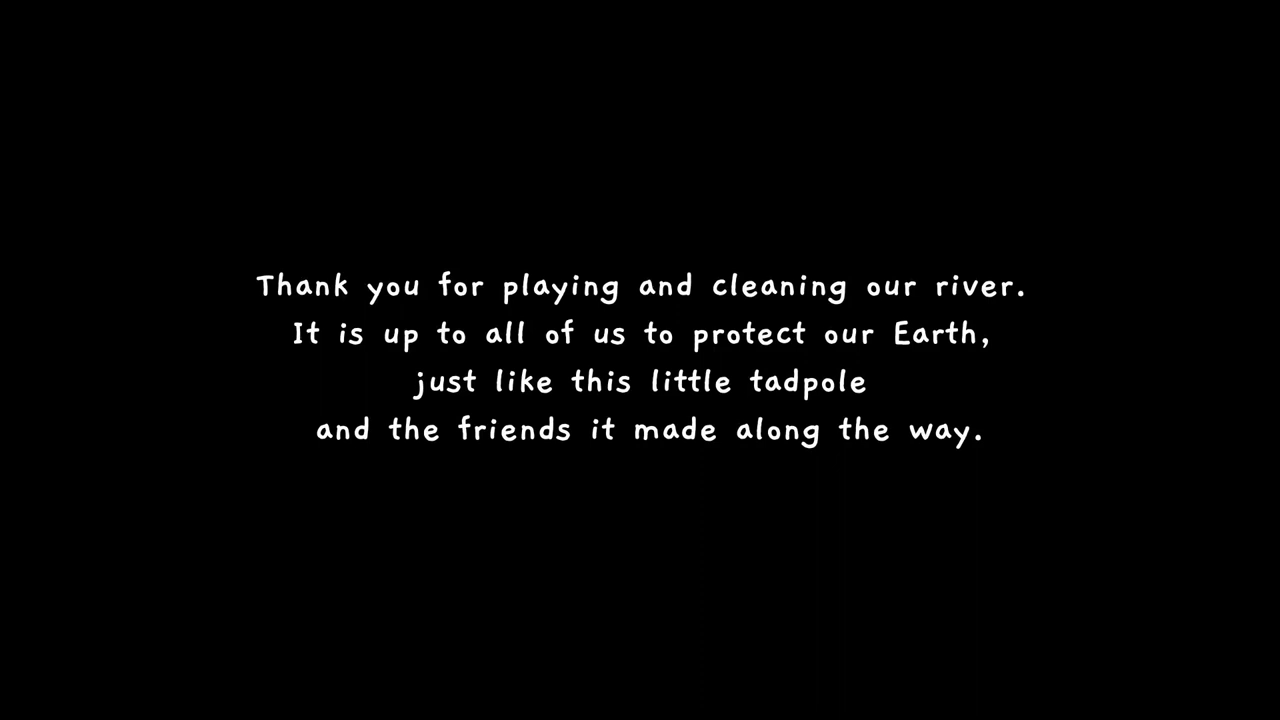 Thank you for playing and cleaning our river.
It is up to all of us to protect our Earth,
just like this little tadpole
and the friends it made along the way.